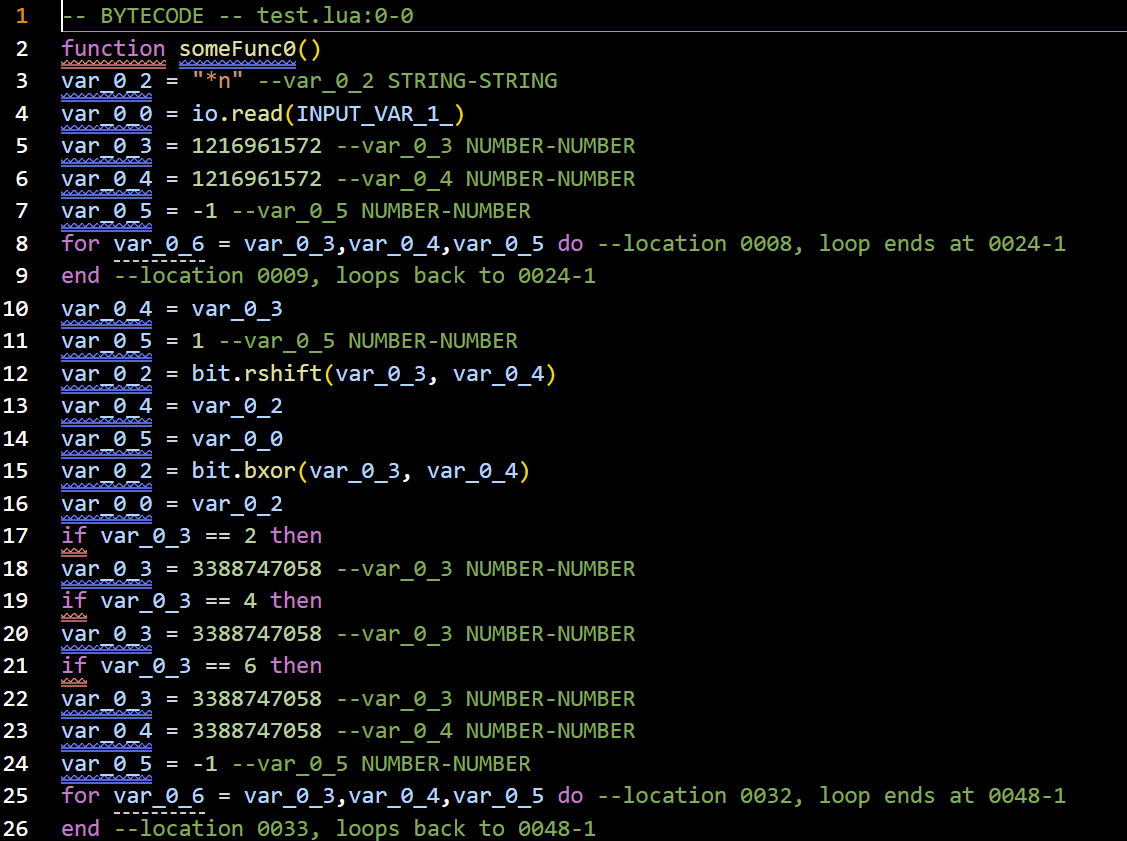 1 -- BYTECODE -- test.lua:0-0
2 function someFunc0()
3 var_0_2 = "*n" --var_0_2 STRING-STRING
4 var_0_0 = io.read(INPUT_VAR_1_)
5 var_0_3 = 1216961572 --var_0_3 NUMBER-NUMBER
6 var_0_4 = 1216961572 --var_0_4 NUMBER-NUMBER
7 var_0_5 = -1 --var_0_5 NUMBER-NUMBER
8 for var_0_6 = var_0_3,var_0_4,var_0_5 do --location 0008, loop ends at 0024-1
9 end --location 0009, loops back to 0024-1
10 var_0_4 = var_0_3
11 var_0_5 = 1 --var_0_5 NUMBER-NUMBER
12 var_0_2 = bit.rshift(var_0_3, var_0_4)
13 var_0_4 = var_0_2
14 var_0_5 = var_0_0
15 var_0_2 = bit.bxor(var_0_3, var_0_4)
16 var_0_0 = var_0_2
17 if var_0_3 == 2 then
18 var_0_3 = 3388747058 --var_0_3 NUMBER-NUMBER
19 if var_0_3 == 4 then
20 var_0_3 = 3388747058 --var_0_3 NUMBER-NUMBER
21 if var_0_3 == 6 then
22 var_0_3 = 3388747058 --var_0_3 NUMBER-NUMBER
23 var_0_4 = 3388747058 --var_0_4 NUMBER-NUMBER
24 var_0_5 = -1 --var_0_5 NUMBER-NUMBER
25 for var_0_6 = var_0_3,var_0_4,var_0_5 do --location 0032, loop ends at 0048-1
26 end --location 0033, loops back to 0048-1